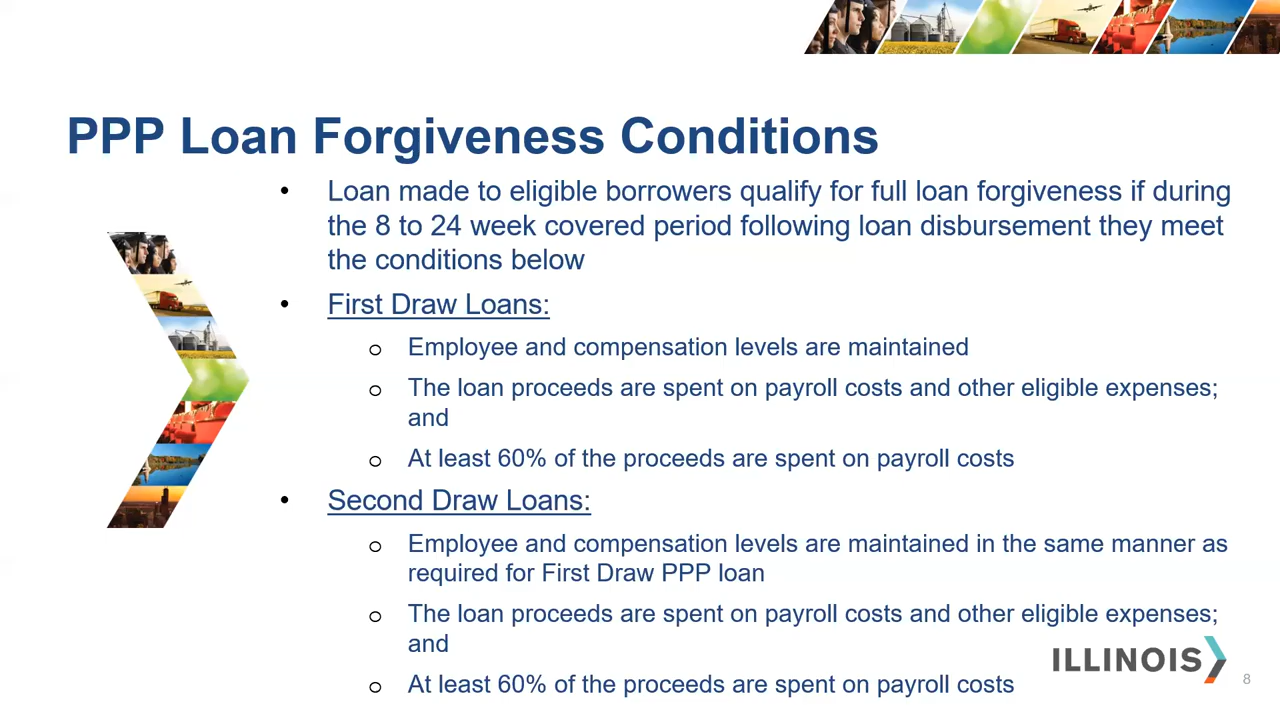 PPP Loan Forgiveness Conditions
• Loan made to eligible borrowers qualify for full loan forgiveness if during
the 8 to 24 week covered period following loan disbursement they meet
the conditions below
• First Draw Loans:
o Employee and compensation levels are maintained
o The loan proceeds are spent on payroll costs and other eligible expenses;
and
o At least 60% of the proceeds are spent on payroll costs
• Second Draw Loans:
o Employee and compensation levels are maintained in the same manner as
required for First Draw PPP loan
o The loan proceeds are spent on payroll costs and other eligible expenses;
and
o At least 60% of the proceeds are spent on payroll costs
ILLINOIS
8